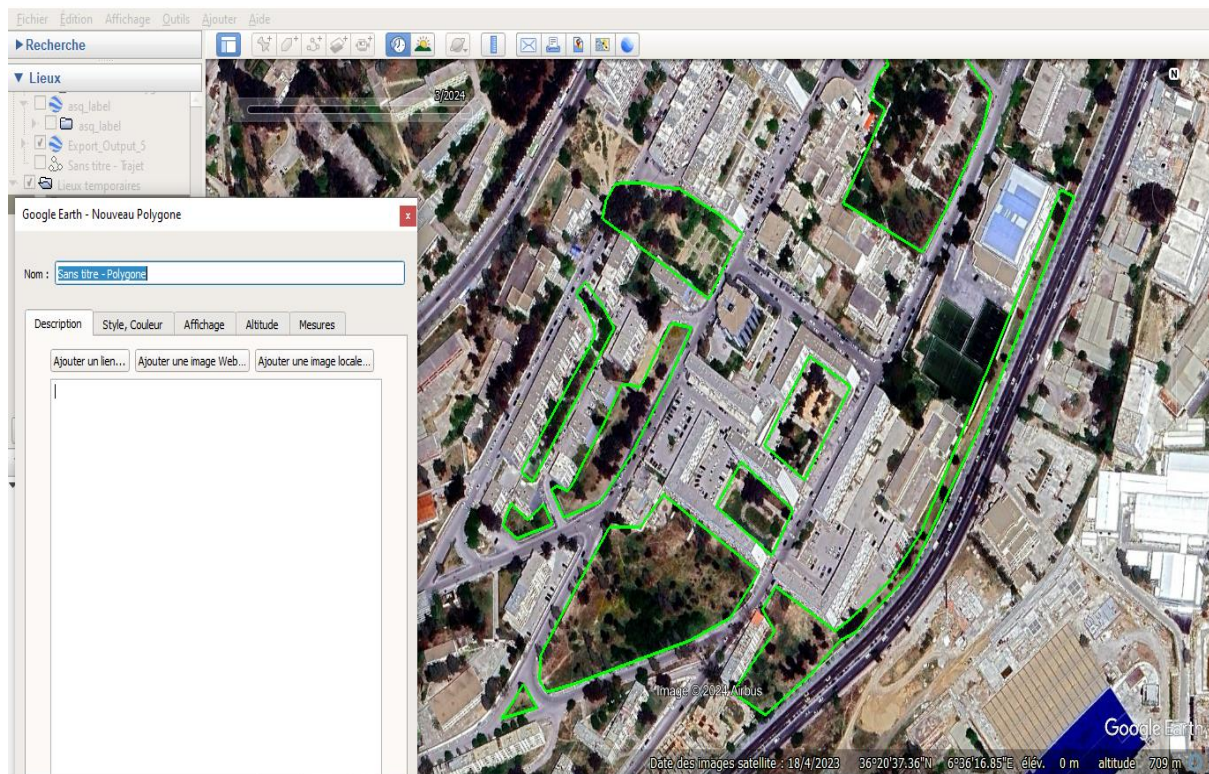 Fichier Édition Affichage Outils Ajouter Aide
Recherche
Lieux
asq_label
asq_label
Export_Output_5
Sans titre - Trajet
Lieux temporaires
3/2024
N
Google Earth - Nouveau Polygone
x
Nom : Sans titre - Polygone
Description Style, Couleur Affichage Altitude Mesures
Ajouter un lien... Ajouter une image Web... Ajouter une image locale...
Image © 2024 Airbus
Google Earth
Date des images satellite : 18/4/2023 36°20'37.36"N 6°36'16.85"E élév. 0 m altitude 709 m